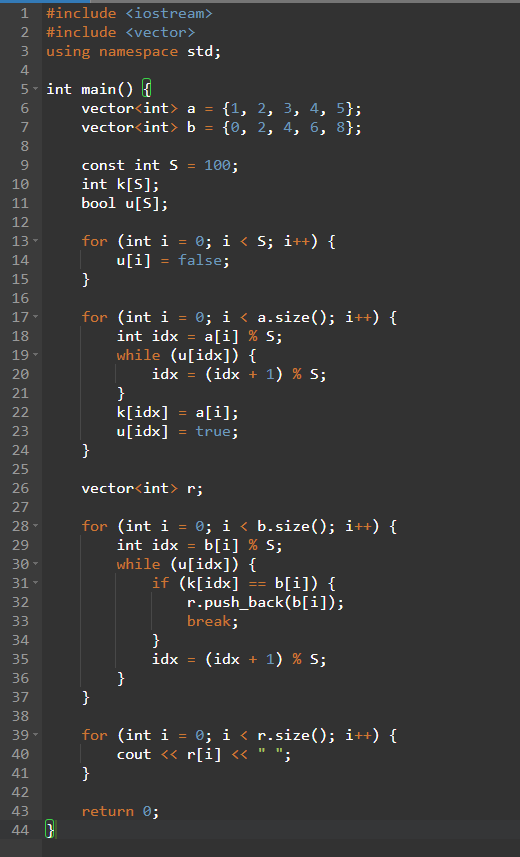 1 #include <iostream>
2 #include <vector>
3 using namespace std;
4
5 int main() {
6     vector<int> a = {1, 2, 3, 4, 5};
7     vector<int> b = {0, 2, 4, 6, 8};
8
9     const int S = 100;
10     int k[S];
11     bool u[S];
12
13     for (int i = 0; i < S; i++) {
14         u[i] = false;
15     }
16
17     for (int i = 0; i < a.size(); i++) {
18         int idx = a[i] % S;
19         while (u[idx]) {
20             idx = (idx + 1) % S;
21         }
22         k[idx] = a[i];
23         u[idx] = true;
24     }
25
26     vector<int> r;
27
28     for (int i = 0; i < b.size(); i++) {
29         int idx = b[i] % S;
30         while (u[idx]) {
31             if (k[idx] == b[i]) {
32                 r.push_back(b[i]);
33                 break;
34             }
35             idx = (idx + 1) % S;
36         }
37     }
38
39     for (int i = 0; i < r.size(); i++) {
40         cout << r[i] << " ";
41     }
42
43     return 0;
44 }